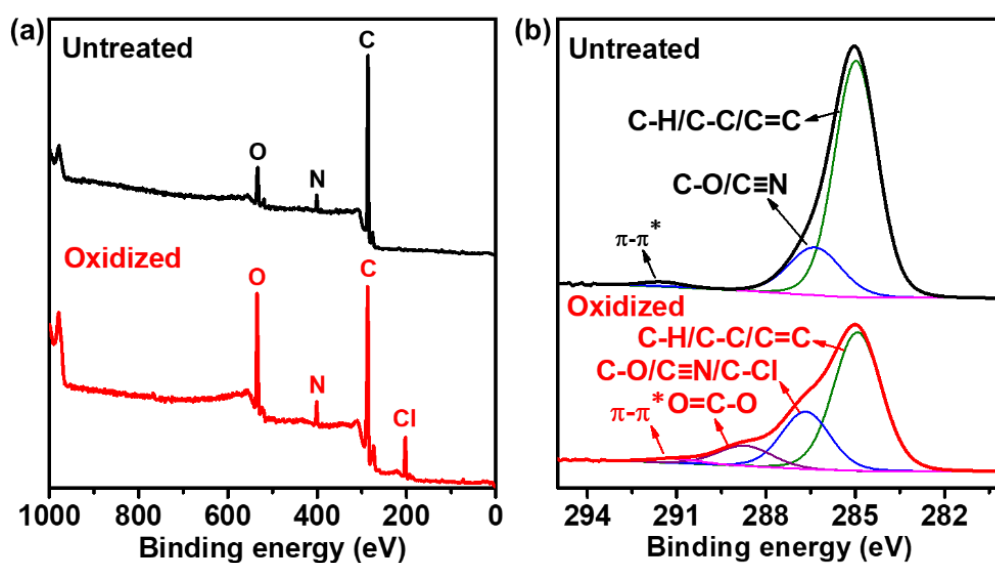 (a)
Untreated
C
O
N
Oxidized
O
C
N
Cl
1000 800 600 400 200 0
Binding energy (eV)
(b)
Untreated
C-H/C-C/C=C
C-O/C≡N
π-π*
Oxidized
C-H/C-C/C=C
C-O/C≡N/C-Cl
π-π* O=C-O
294 291 288 285 282
Binding energy (eV)